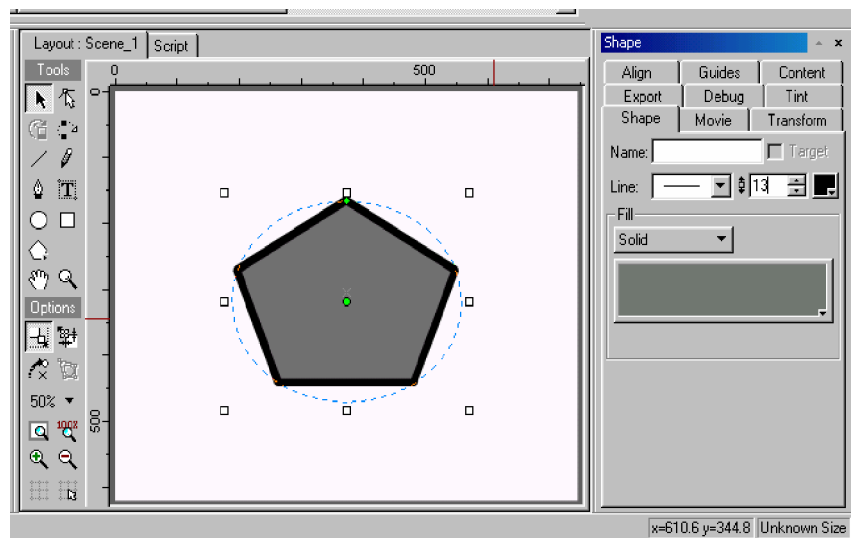 Layout : Scene_1 Script
Tools
0 500
0
T
Options
50%
100%
500
Shape
Align Guides Content
Export Debug Tint
Shape Movie Transform
Name: Target
Line: 13
Fill
Solid
x=610.6 y=344.8 Unknown Size